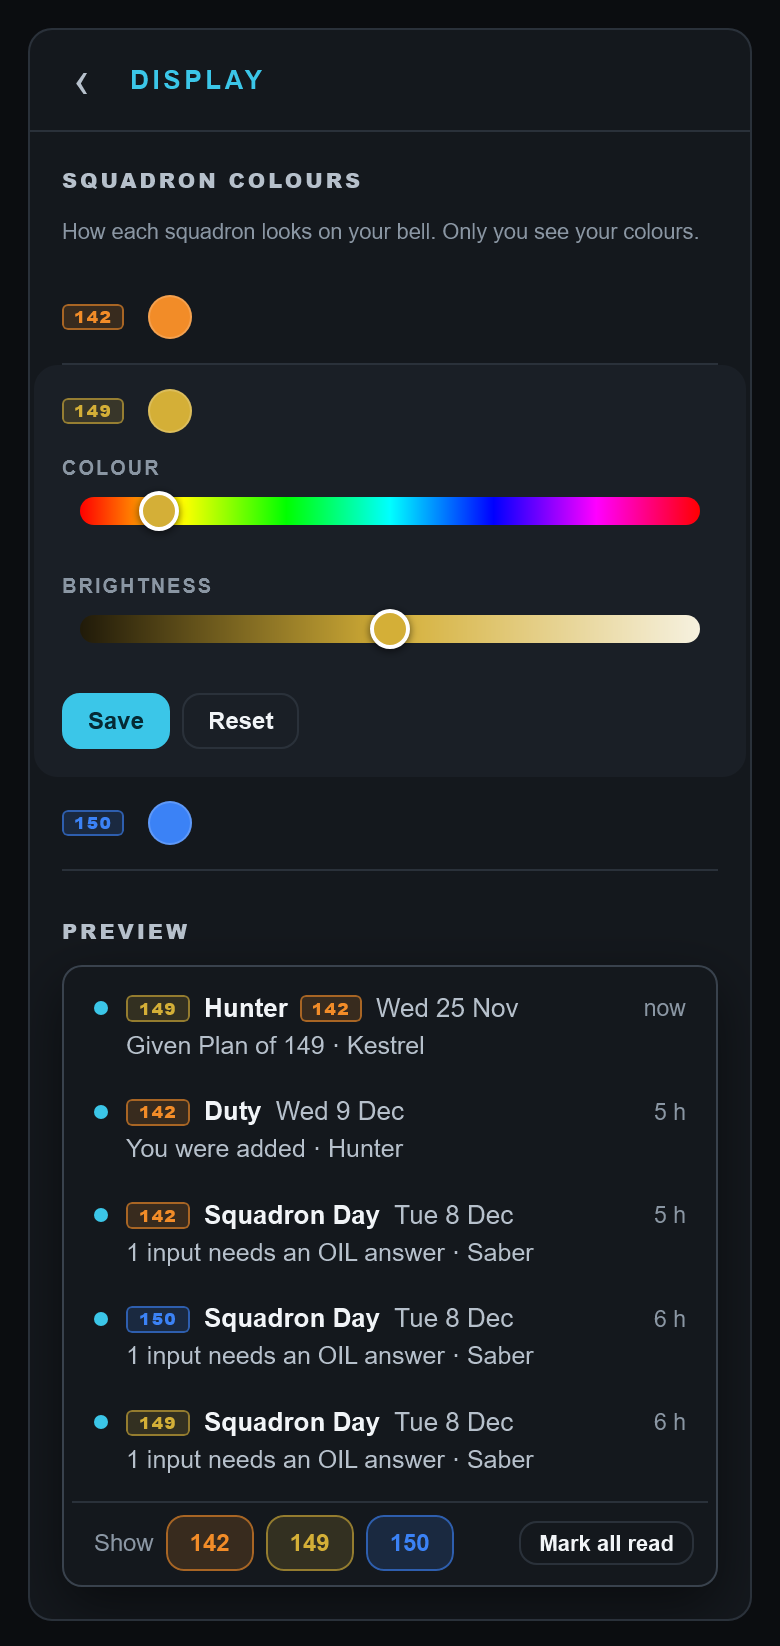 ‹ DISPLAY
SQUADRON COLOURS
How each squadron looks on your bell. Only you see your colours.
142
149
COLOUR
BRIGHTNESS
Save Reset
150
PREVIEW
149 Hunter 142 Wed 25 Nov now
Given Plan of 149 · Kestrel
142 Duty Wed 9 Dec 5 h
You were added · Hunter
142 Squadron Day Tue 8 Dec 5 h
1 input needs an OIL answer · Saber
150 Squadron Day Tue 8 Dec 6 h
1 input needs an OIL answer · Saber
149 Squadron Day Tue 8 Dec 6 h
1 input needs an OIL answer · Saber
Show 142 149 150 Mark all read